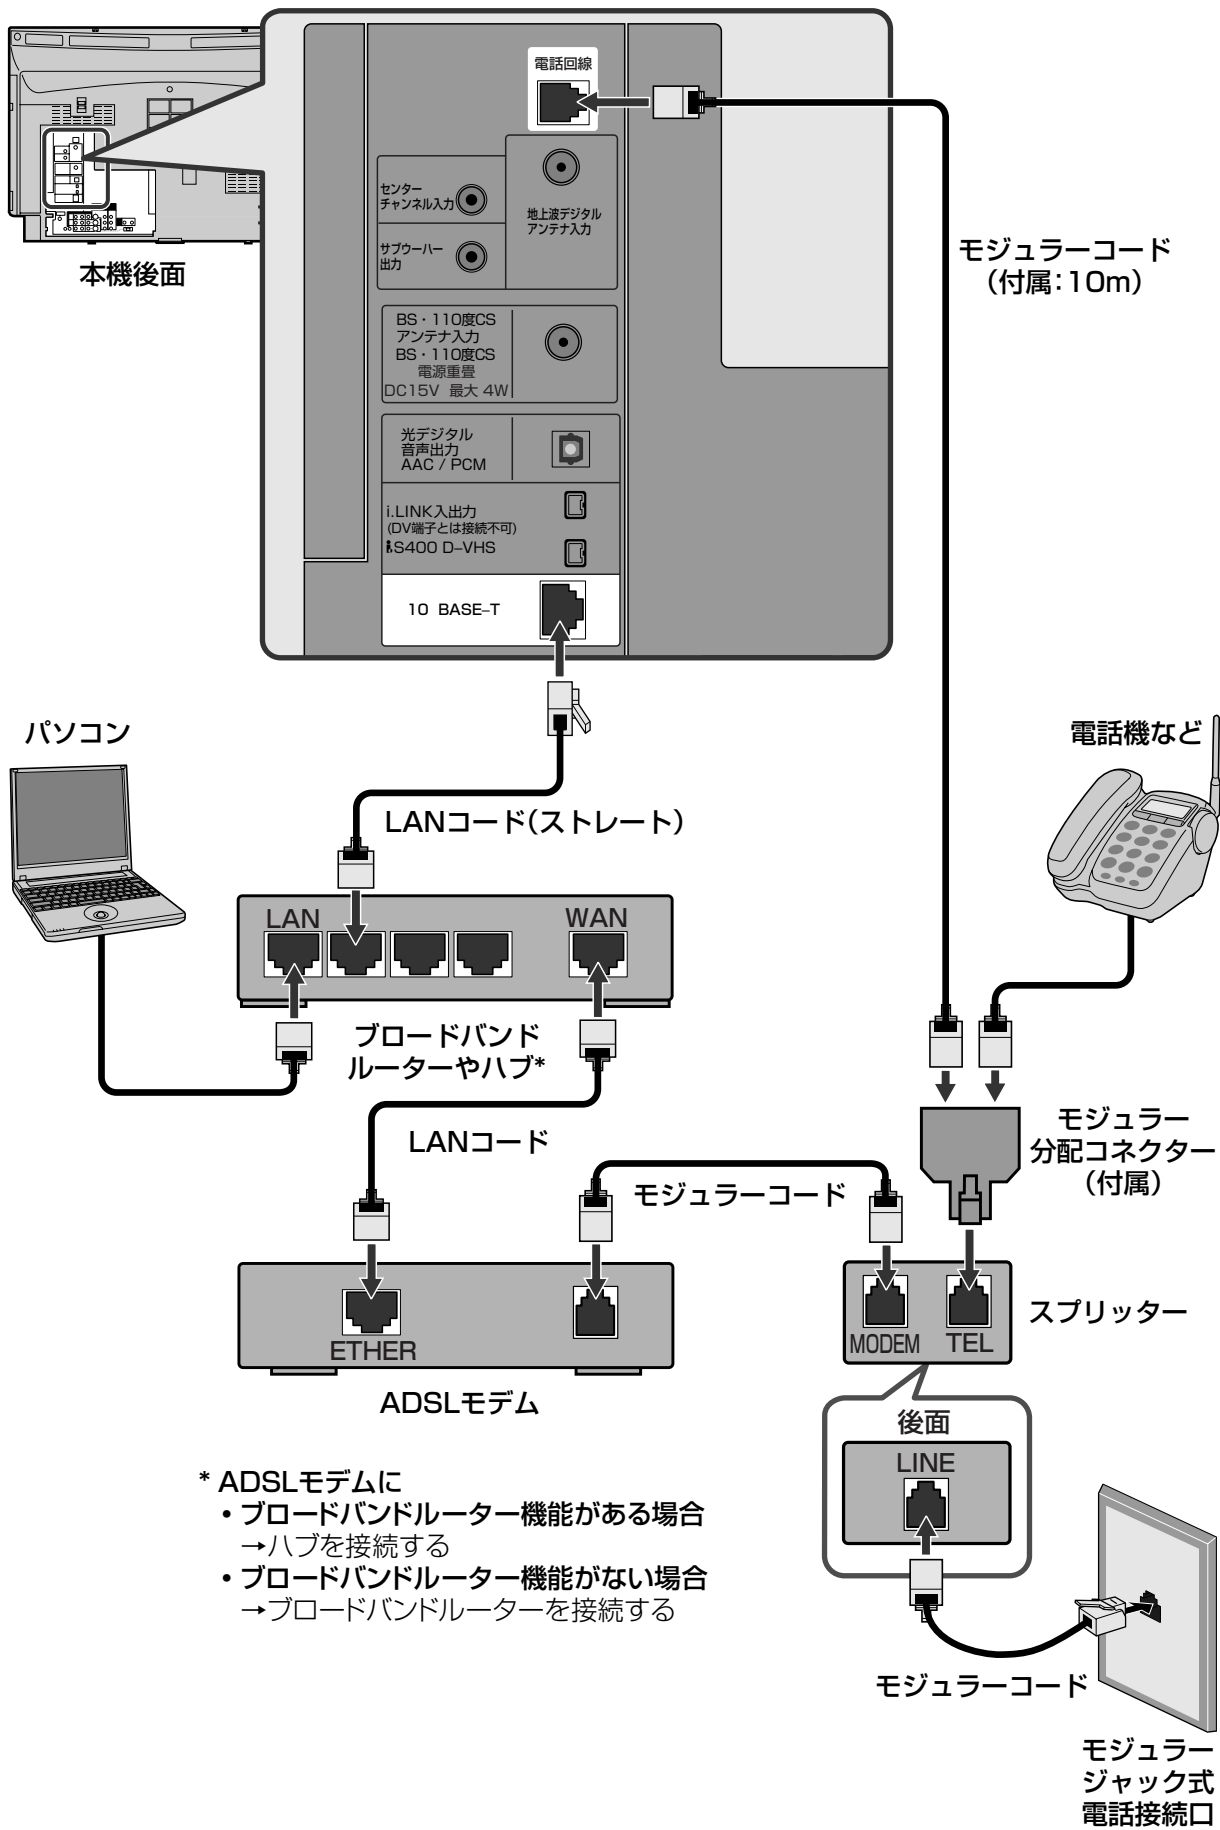 電話回線
センター
チャンネル入力
地上波デジタル
アンテナ入力
サブウーハー
出力
本機後面
モジュラーコード
（付属：10m）
BS・110度CS
アンテナ入力
BS・110度CS
電源重畳
DC15V 最大 4W
光デジタル
音声出力
AAC / PCM
i.LINK入出力
(DV端子とは接続不可)
S400 D–VHS
10 BASE–T
パソコン
電話機など
LANコード（ストレート）
LAN
WAN
ブロードバンド
ルーターやハブ*
LANコード
モジュラー
分配コネクター
（付属）
モジュラーコード
ETHER
ADSLモデム
MODEM
TEL
スプリッター
後面
LINE
* ADSLモデムに
・ブロードバンドルーター機能がある場合
→ハブを接続する
・ブロードバンドルーター機能がない場合
→ブロードバンドルーターを接続する
モジュラーコード
モジュラー
ジャック式
電話接続口